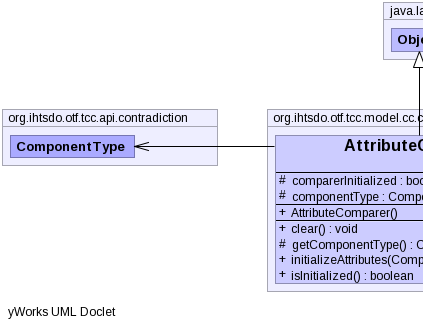 java.la
Obje
org.ihtsdo.otf.tcc.api.contradiction
ComponentType
org.ihtsdo.otf.tcc.model.cc.c
AttributeC
# comparerInitialized : boo
# componentType : Compo
+ AttributeComparer()
+ clear() : void
# getComponentType() : C
+ initializeAttributes(Comp
+ isInitialized() : boolean
yWorks UML Doclet